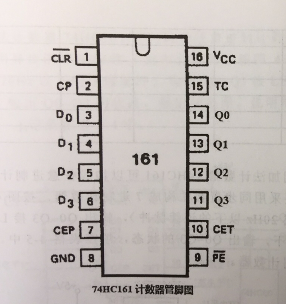 CLR 1 16 VCC
CP 2 15 TC
D0 3 14 Q0
D1 4 13 Q1
D2 5 161 12 Q2
D3 6 11 Q3
CEP 7 10 CET
GND 8 9 PE
74HC161 计数器管脚图